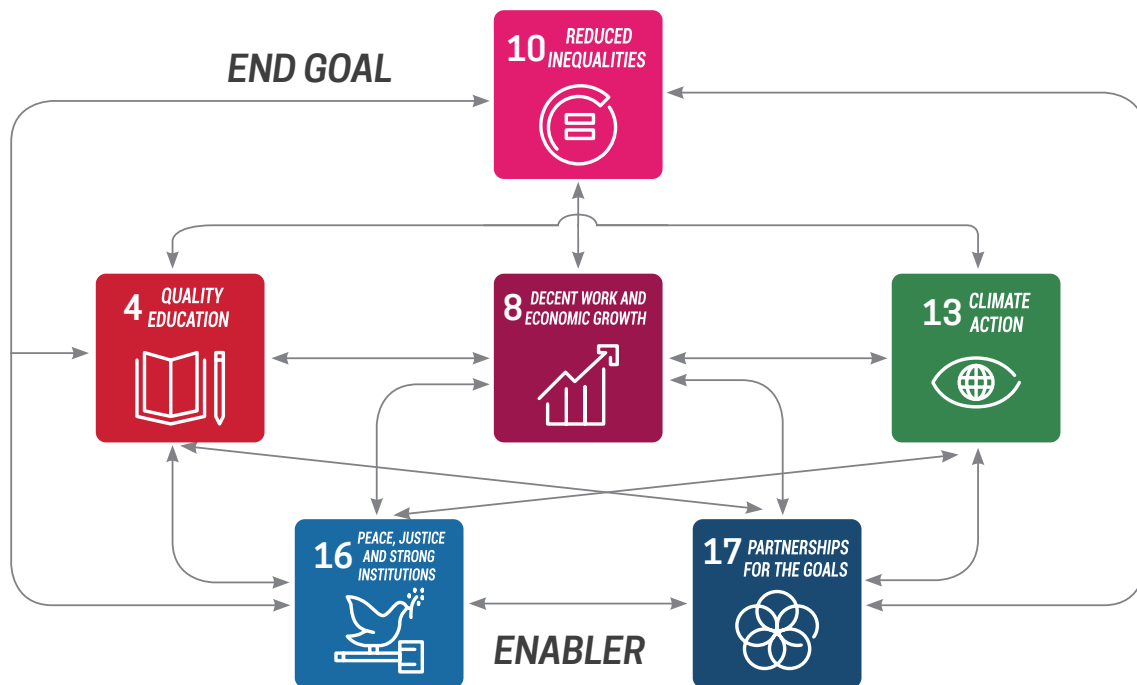 END GOAL
10 REDUCED
INEQUALITIES
4 QUALITY
EDUCATION
8 DECENT WORK AND
ECONOMIC GROWTH
13 CLIMATE
ACTION
16 PEACE, JUSTICE
AND STRONG
INSTITUTIONS
17 PARTNERSHIPS
FOR THE GOALS
ENABLER